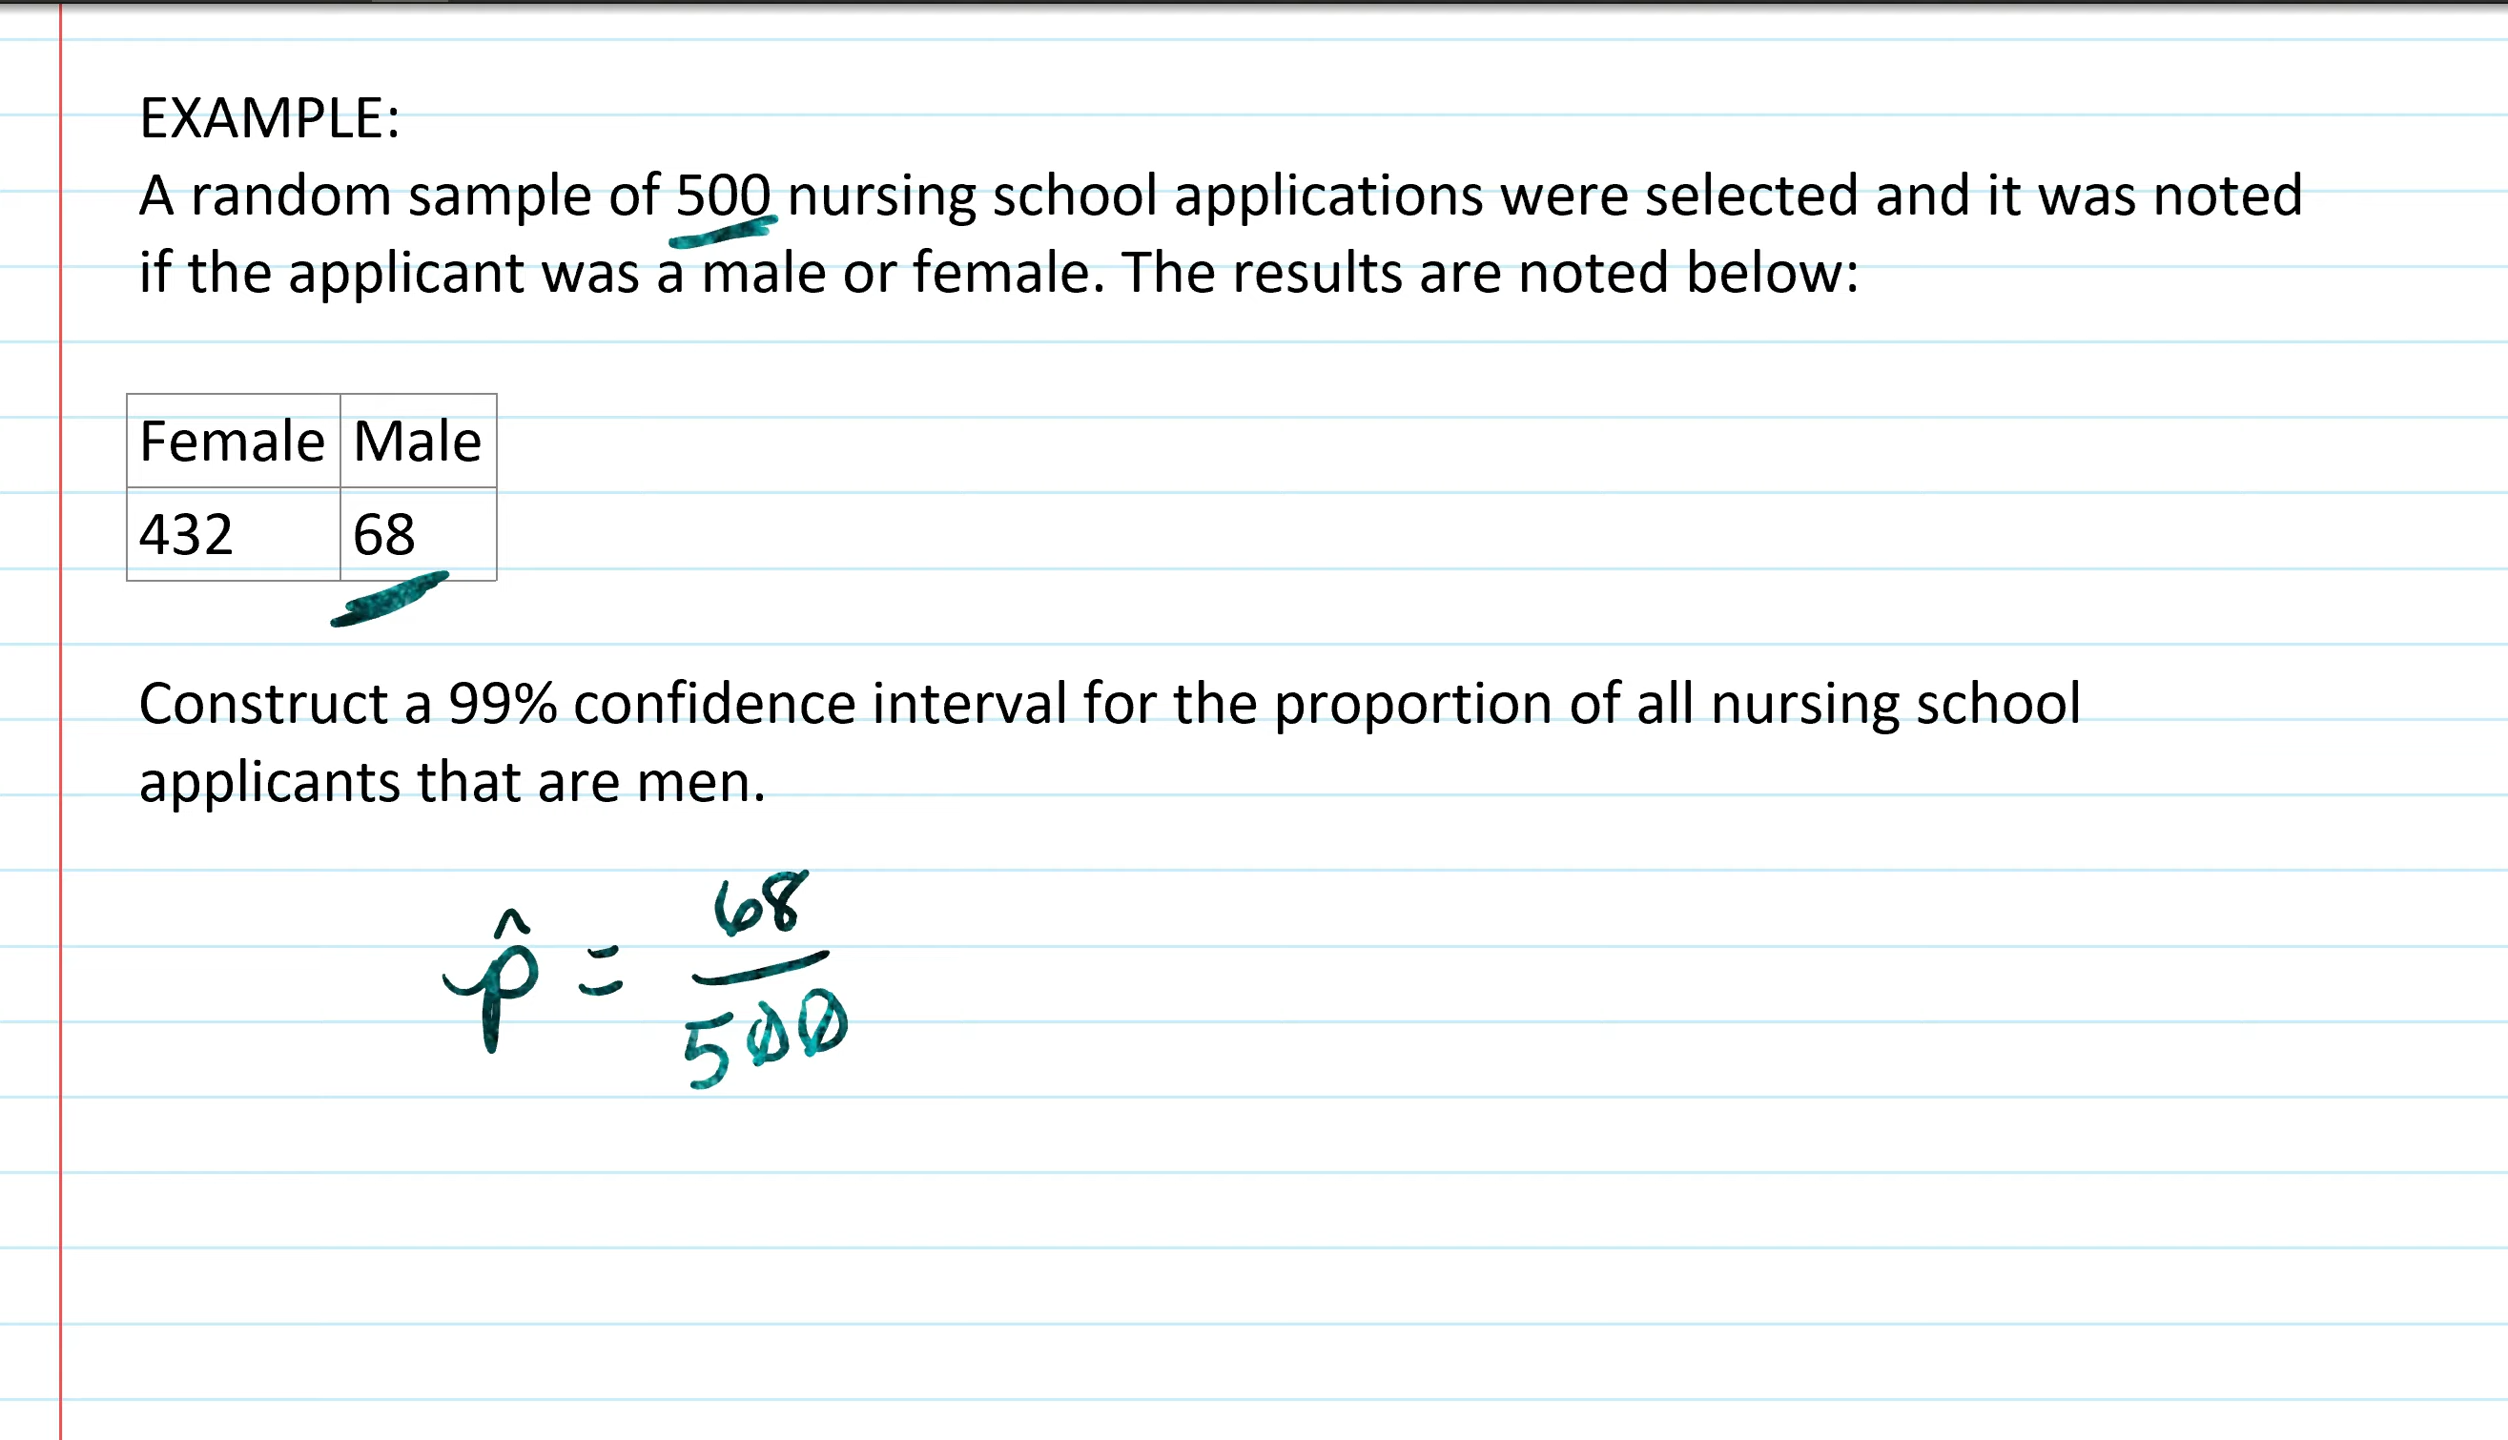 EXAMPLE:
A random sample of 500 nursing school applications were selected and it was noted
if the applicant was a male or female. The results are noted below:
Female Male
432 68
Construct a 99% confidence interval for the proportion of all nursing school
applicants that are men.
p̂ = 68/500